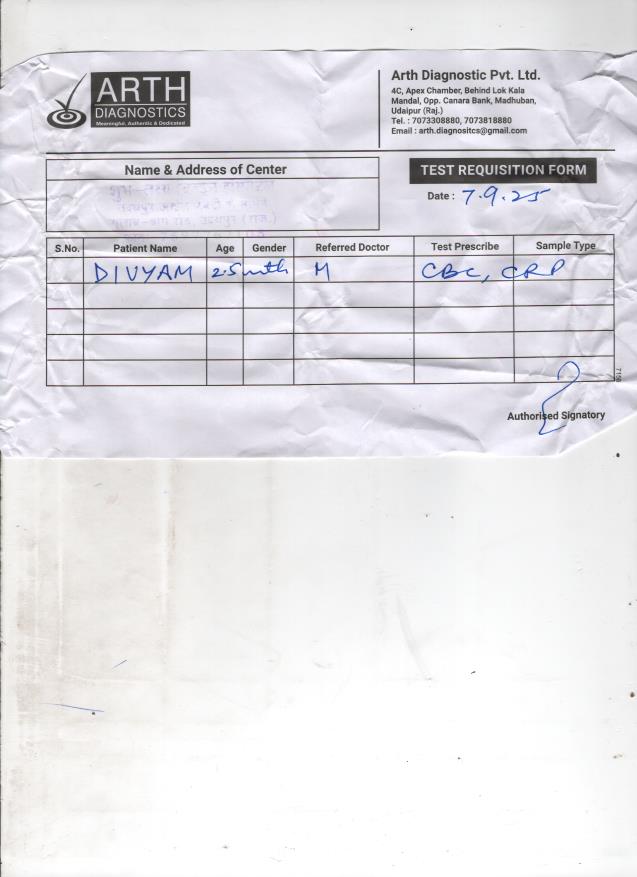 ARTH
DIAGNOSTICS
Meaningful, Authentic & Dedicated
Arth Diagnostic Pvt. Ltd.
4C, Apex Chamber, Behind Lok Kala
Mandal, Opp. Canara Bank, Madhuban,
Udaipur (Raj.)
Tel. : 7073308880, 7073818880
Email : arth.diagnositcs@gmail.com
Name & Address of Center
TEST REQUISITION FORM
Date : 7.9.25
S.No. Patient Name Age Gender Referred Doctor Test Prescribe Sample Type
DIVYAM 2.5 mth M CBC, CRP
Authorised Signatory